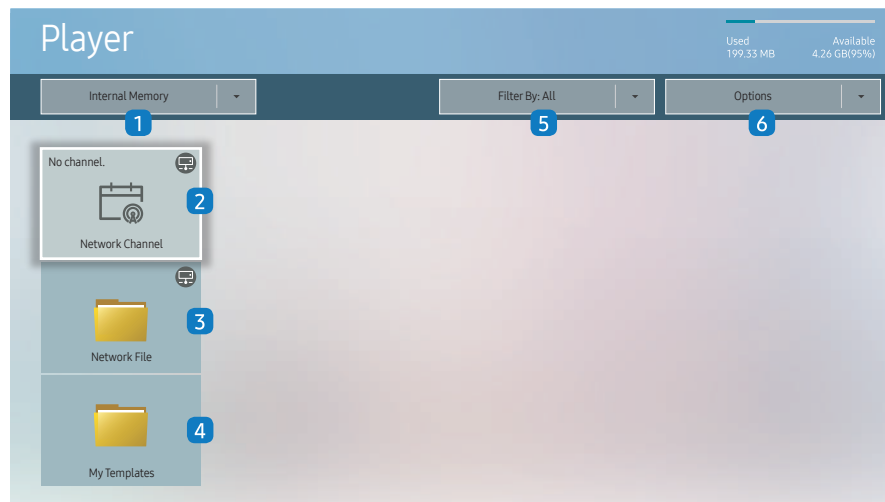 Player
Used
199.33 MB
Available
4.26 GB(95%)
Internal Memory
Filter By: All
Options
1
5
6
No channel.
2
Network Channel
3
Network File
4
My Templates